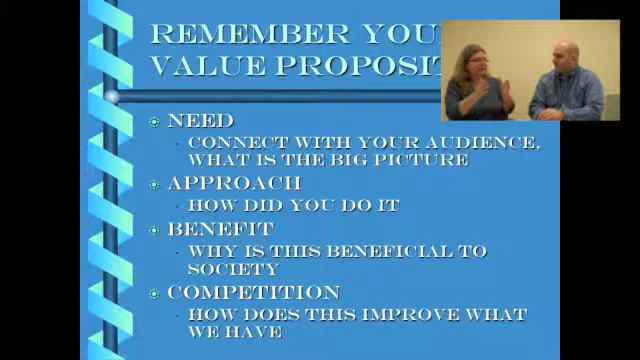 REMEMBER YOU
VALUE PROPOSIT
NEED
CONNECT WITH YOUR AUDIENCE,
WHAT IS THE BIG PICTURE
APPROACH
HOW DID YOU DO IT
BENEFIT
WHY IS THIS BENEFICIAL TO
SOCIETY
COMPETITION
HOW DOES THIS IMPROVE WHAT
WE HAVE